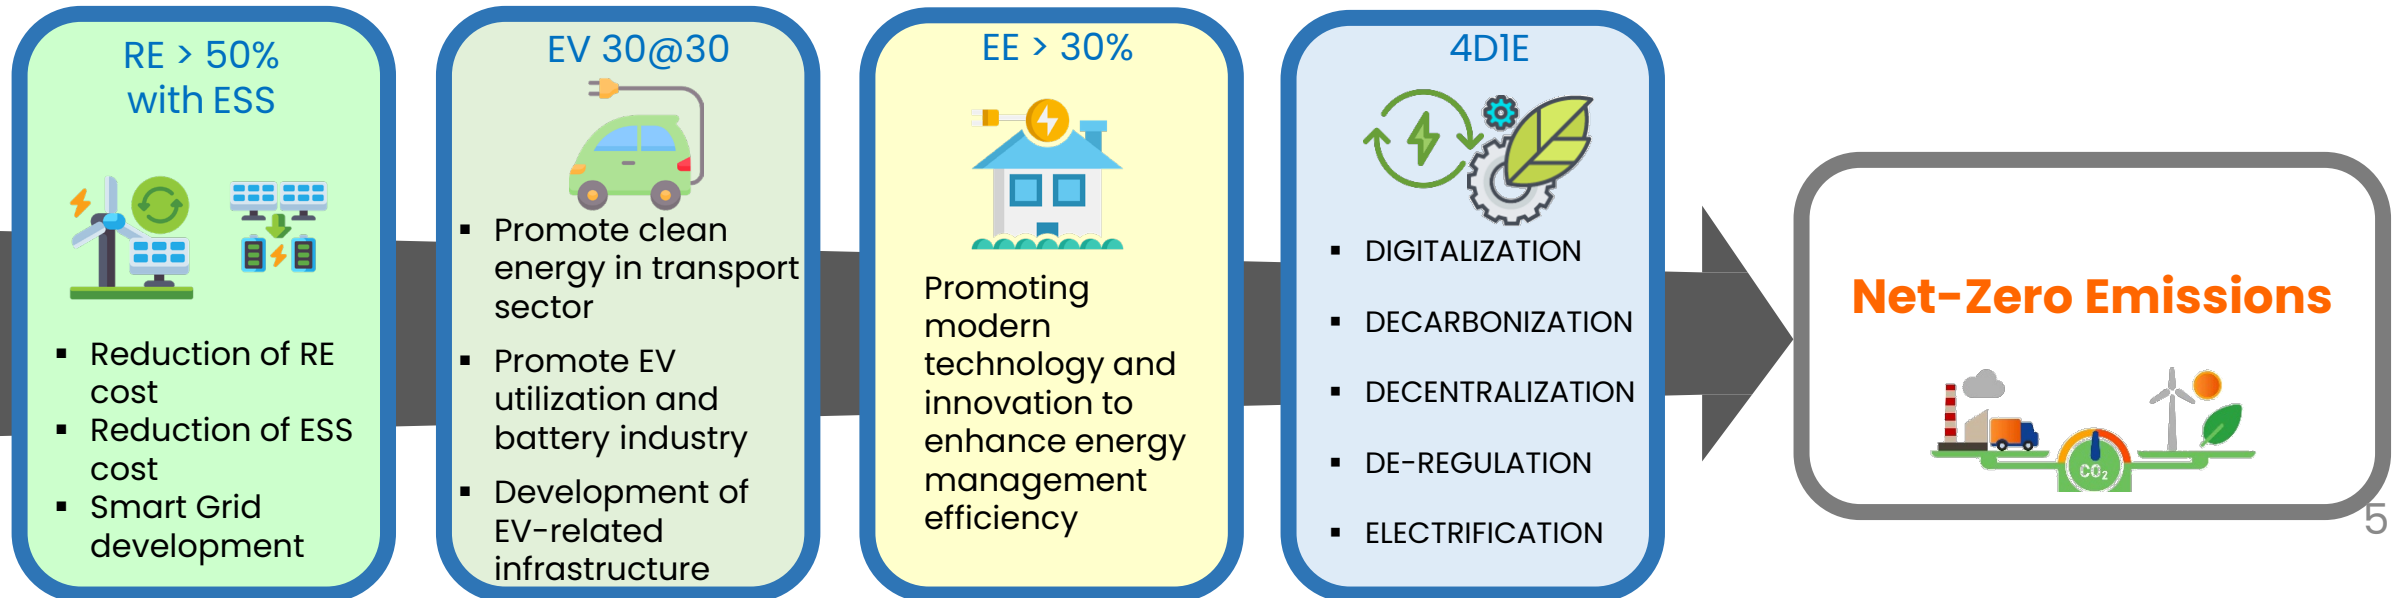 RE > 50%
with ESS
▪ Reduction of RE
cost
▪ Reduction of ESS
cost
▪ Smart Grid
development
EV 30@30
▪ Promote clean
energy in transport
sector
▪ Promote EV
utilization and
battery industry
▪ Development of
EV-related
infrastructure
EE > 30%
Promoting
modern
technology and
innovation to
enhance energy
management
efficiency
4D1E
▪ DIGITALIZATION
▪ DECARBONIZATION
▪ DECENTRALIZATION
▪ DE-REGULATION
▪ ELECTRIFICATION
Net-Zero Emissions
CO₂
5